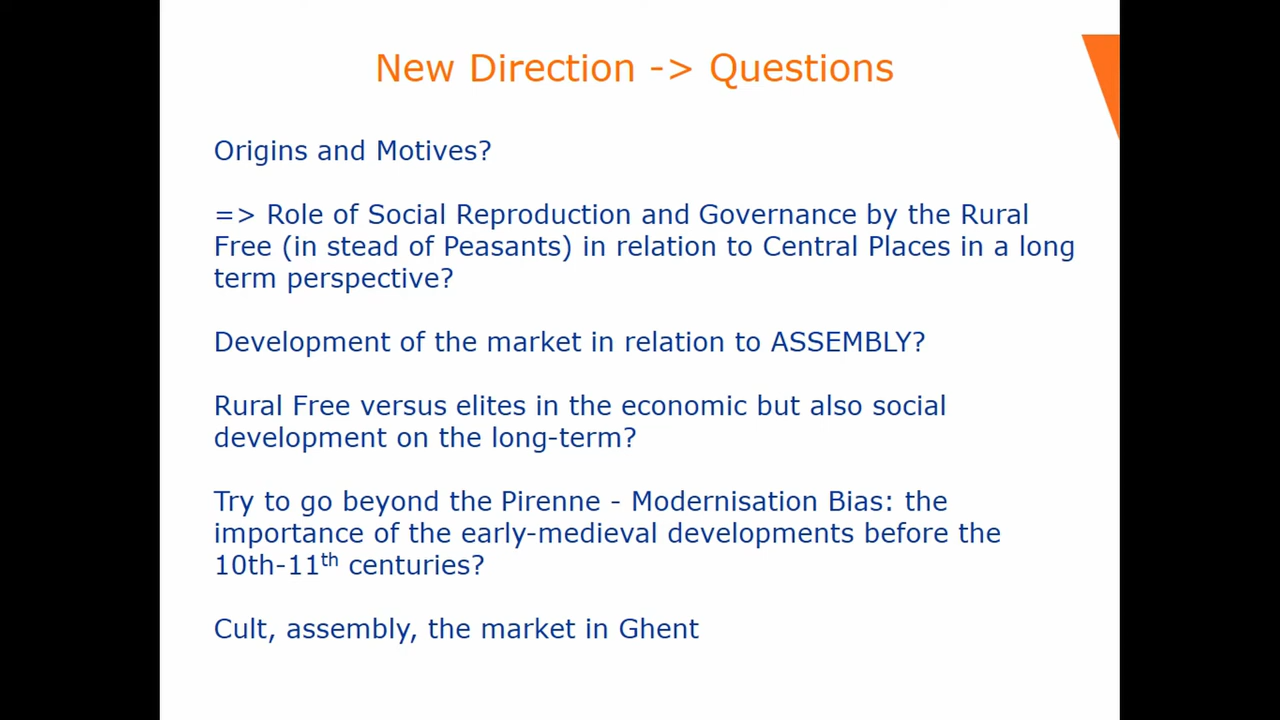 New Direction -> Questions
Origins and Motives?
=> Role of Social Reproduction and Governance by the Rural
Free (in stead of Peasants) in relation to Central Places in a long
term perspective?
Development of the market in relation to ASSEMBLY?
Rural Free versus elites in the economic but also social
development on the long-term?
Try to go beyond the Pirenne - Modernisation Bias: the
importance of the early-medieval developments before the
10th-11th centuries?
Cult, assembly, the market in Ghent